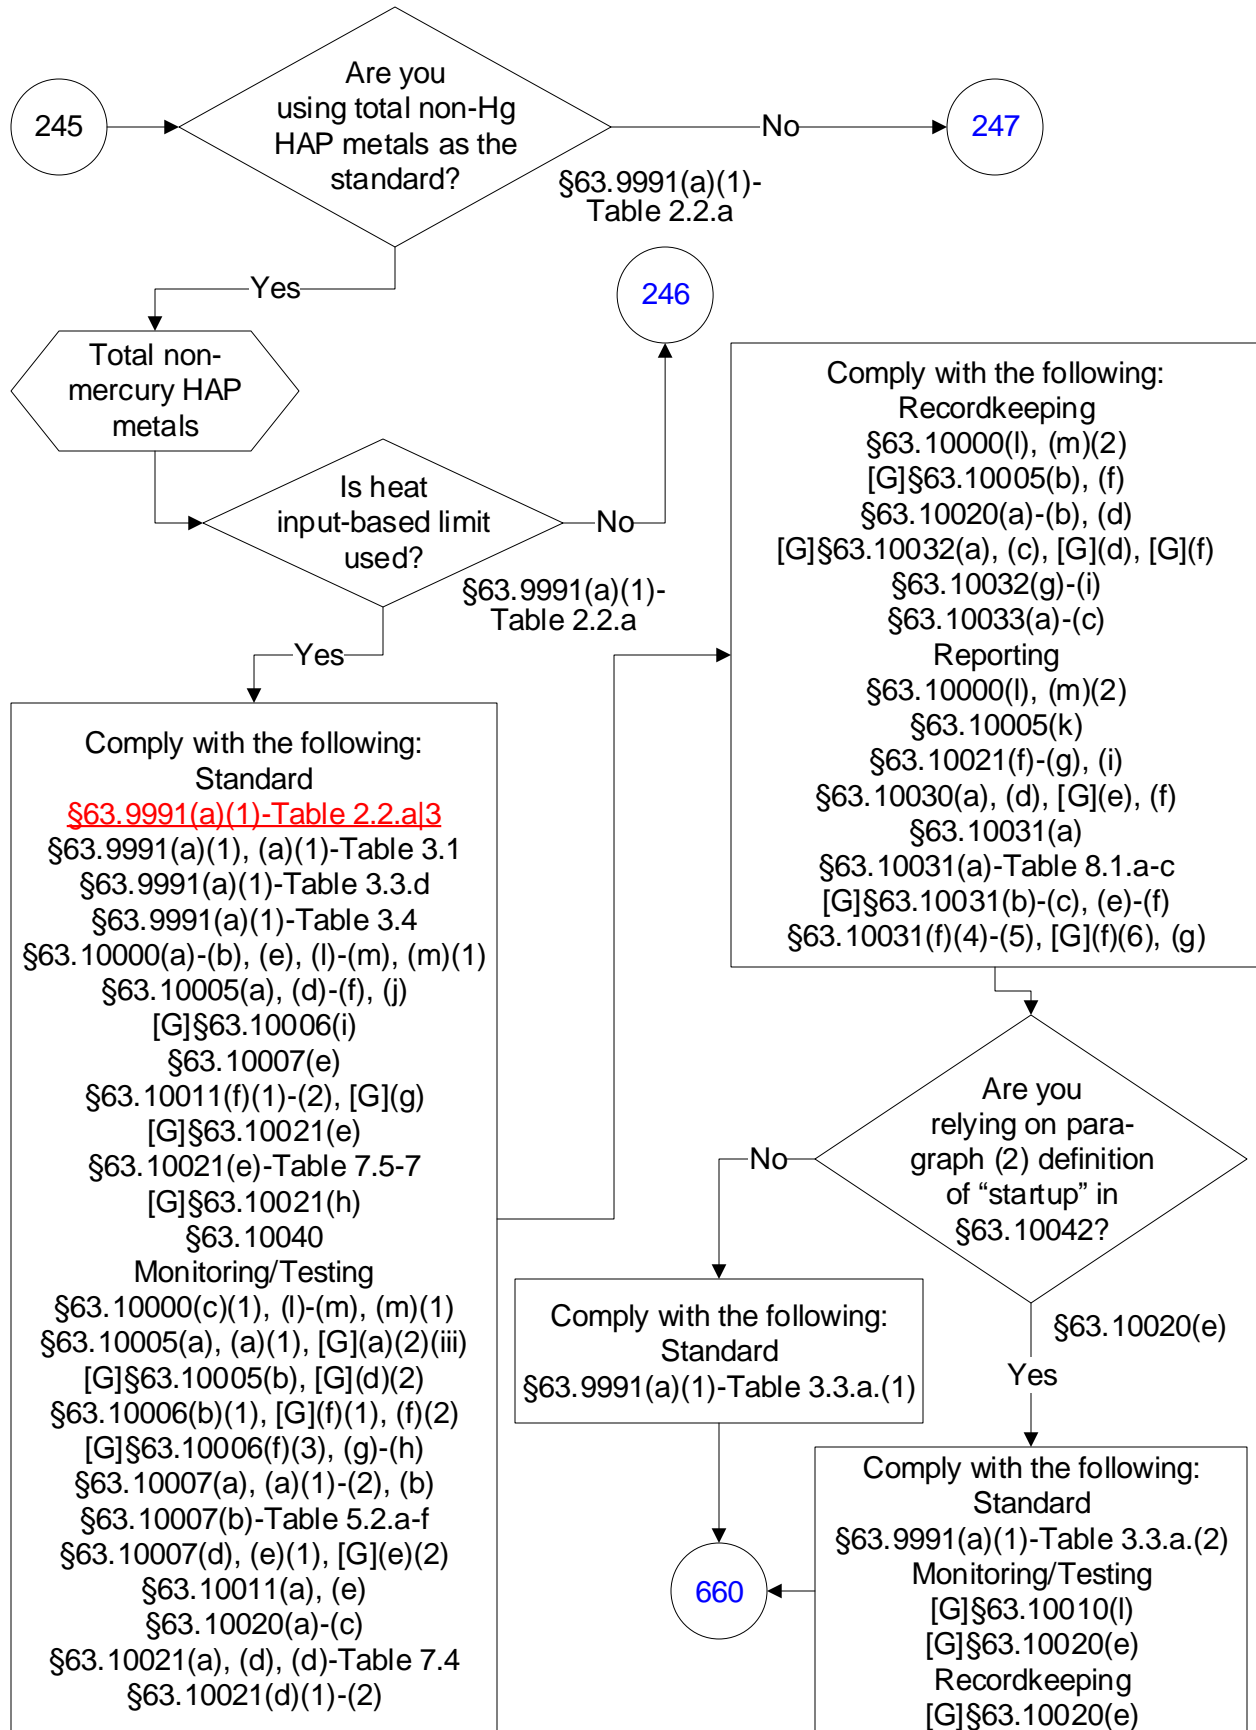 245
Are you
using total non-Hg
HAP metals as the
standard?
No
247
§63.9991(a)(1)-
Table 2.2.a
Yes
246
Total non-
mercury HAP
metals
Is heat
input-based limit
used?
No
§63.9991(a)(1)-
Table 2.2.a
Yes
Comply with the following:
Standard
§63.9991(a)(1)-Table 2.2.a|3
§63.9991(a)(1), (a)(1)-Table 3.1
§63.9991(a)(1)-Table 3.3.d
§63.9991(a)(1)-Table 3.4
§63.10000(a)-(b), (e), (l)-(m), (m)(1)
§63.10005(a), (d)-(f), (j)
[G]§63.10006(i)
§63.10007(e)
§63.10011(f)(1)-(2), [G](g)
[G]§63.10021(e)
§63.10021(e)-Table 7.5-7
[G]§63.10021(h)
§63.10040
Monitoring/Testing
§63.10000(c)(1), (l)-(m), (m)(1)
§63.10005(a), (a)(1), [G](a)(2)(iii)
[G]§63.10005(b), [G](d)(2)
§63.10006(b)(1), [G](f)(1), (f)(2)
[G]§63.10006(f)(3), (g)-(h)
§63.10007(a), (a)(1)-(2), (b)
§63.10007(b)-Table 5.2.a-f
§63.10007(d), (e)(1), [G](e)(2)
§63.10011(a), (e)
§63.10020(a)-(c)
§63.10021(a), (d), (d)-Table 7.4
§63.10021(d)(1)-(2)
Comply with the following:
Recordkeeping
§63.10000(l), (m)(2)
[G]§63.10005(b), (f)
§63.10020(a)-(b), (d)
[G]§63.10032(a), (c), [G](d), [G](f)
§63.10032(g)-(i)
§63.10033(a)-(c)
Reporting
§63.10000(l), (m)(2)
§63.10005(k)
§63.10021(f)-(g), (i)
§63.10030(a), (d), [G](e), (f)
§63.10031(a)
§63.10031(a)-Table 8.1.a-c
[G]§63.10031(b)-(c), (e)-(f)
§63.10031(f)(4)-(5), [G](f)(6), (g)
Are you
relying on para-
graph (2) definition
of “startup” in
§63.10042?
No
§63.10020(e)
Yes
Comply with the following:
Standard
§63.9991(a)(1)-Table 3.3.a.(1)
Comply with the following:
Standard
§63.9991(a)(1)-Table 3.3.a.(2)
Monitoring/Testing
[G]§63.10010(l)
[G]§63.10020(e)
Recordkeeping
[G]§63.10020(e)
660